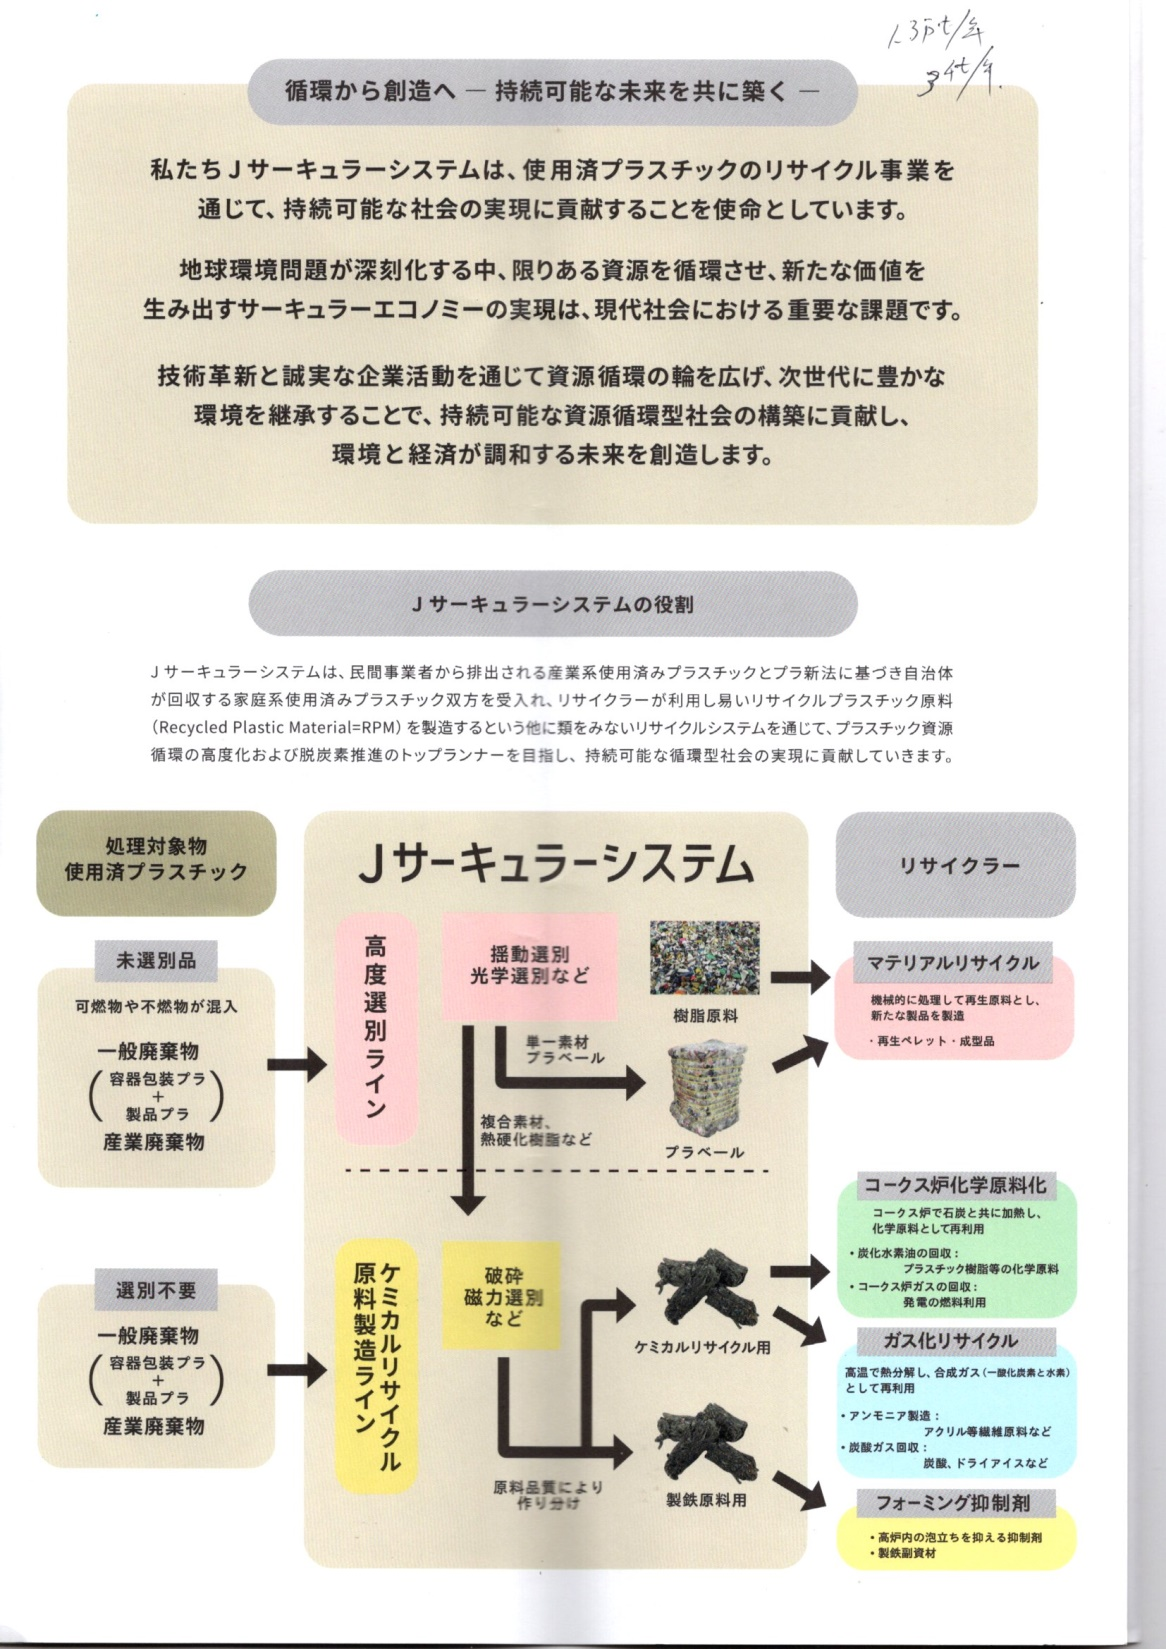 循環から創造へ ― 持続可能な未来を共に築く ―
私たちＪサーキュラーシステムは、使用済プラスチックのリサイクル事業を
通じて、持続可能な社会の実現に貢献することを使命としています。
地球環境問題が深刻化する中、限りある資源を循環させ、新たな価値を
生み出すサーキュラーエコノミーの実現は、現代社会における重要な課題です。
技術革新と誠実な企業活動を通じて資源循環の輪を広げ、次世代に豊かな
環境を継承することで、持続可能な資源循環型社会の構築に貢献し、
環境と経済が調和する未来を創造します。
Ｊサーキュラーシステムの役割
Ｊサーキュラーシステムは、民間事業者から排出される産業系使用済みプラスチックとプラ新法に基づき自治体
が回収する家庭系使用済みプラスチック双方を受入れ、リサイクラーが利用し易いリサイクルプラスチック原料
（Recycled Plastic Material=RPM）を製造するという他に類をみないリサイクルシステムを通じて、プラスチック資源
循環の高度化および脱炭素推進のトップランナーを目指し、持続可能な循環型社会の実現に貢献していきます。
処理対象物
使用済プラスチック
未選別品
可燃物や不燃物が混入
一般廃棄物
（容器包装プラ
+
製品プラ）
産業廃棄物
選別不要
一般廃棄物
（容器包装プラ
+
製品プラ）
産業廃棄物
Ｊサーキュラーシステム
高度選別ライン
揺動選別
光学選別など
樹脂原料
単一素材
プラベール
プラベール
複合素材、
熱硬化樹脂など
ケミカルリサイクル
原料製造ライン
破砕
磁力選別
など
ケミカルリサイクル用
原料品質により
作り分け
製鉄原料用
リサイクラー
マテリアルリサイクル
機械的に処理して再生原料とし、
新たな製品を製造
・再生ペレット・成型品
コークス炉化学原料化
コークス炉で石炭と共に加熱し、
化学原料として再利用
・炭化水素油の回収：
プラスチック樹脂等の化学原料
・コークス炉ガスの回収：
発電の燃料利用
ガス化リサイクル
高温で熱分解し、合成ガス（一酸化炭素と水素）
として再利用
・アンモニア製造：
アクリル等繊維原料など
・炭酸ガス回収：
炭酸、ドライアイスなど
フォーミング抑制剤
・高炉内の泡立ちを抑える抑制剤
・製鉄副資材